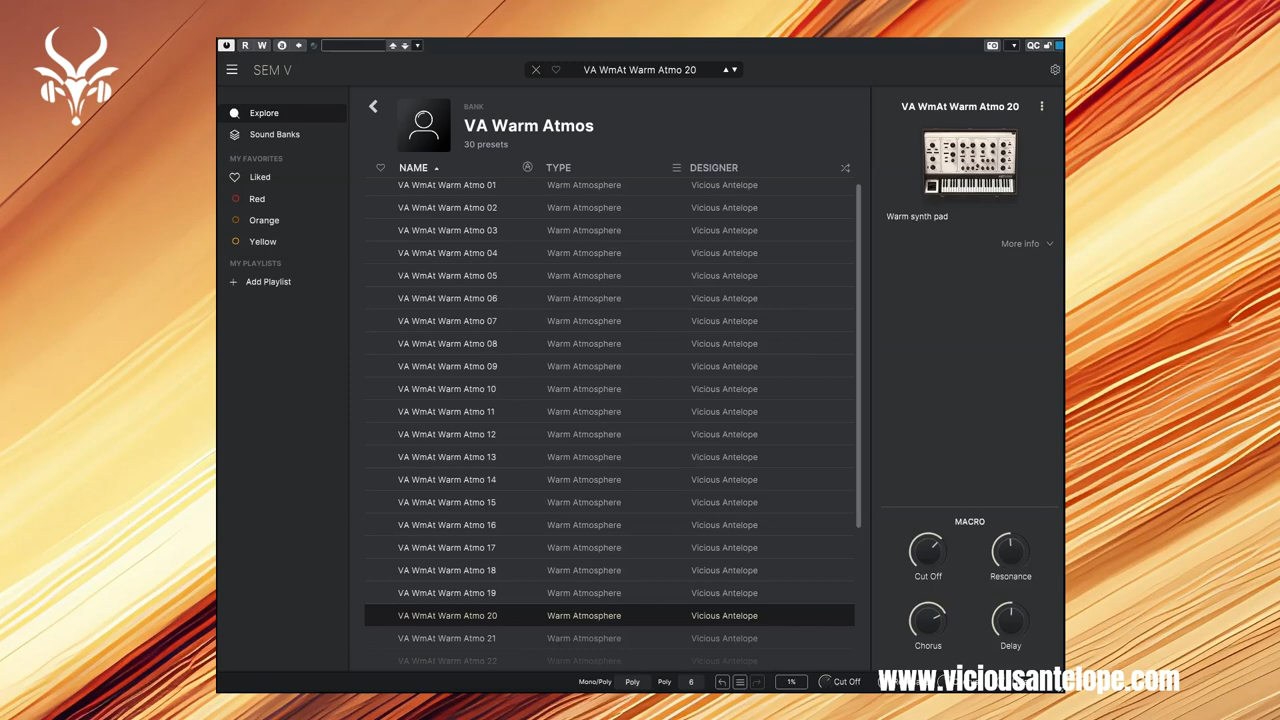 R W
QC
SEM V
VA WmAt Warm Atmo 20
Explore
Sound Banks
MY FAVORITES
Liked
Red
Orange
Yellow
MY PLAYLISTS
Add Playlist
BANK
VA Warm Atmos
30 presets
NAME TYPE DESIGNER
VA WmAt Warm Atmo 01 Warm Atmosphere Vicious Antelope
VA WmAt Warm Atmo 02 Warm Atmosphere Vicious Antelope
VA WmAt Warm Atmo 03 Warm Atmosphere Vicious Antelope
VA WmAt Warm Atmo 04 Warm Atmosphere Vicious Antelope
VA WmAt Warm Atmo 05 Warm Atmosphere Vicious Antelope
VA WmAt Warm Atmo 06 Warm Atmosphere Vicious Antelope
VA WmAt Warm Atmo 07 Warm Atmosphere Vicious Antelope
VA WmAt Warm Atmo 08 Warm Atmosphere Vicious Antelope
VA WmAt Warm Atmo 09 Warm Atmosphere Vicious Antelope
VA WmAt Warm Atmo 10 Warm Atmosphere Vicious Antelope
VA WmAt Warm Atmo 11 Warm Atmosphere Vicious Antelope
VA WmAt Warm Atmo 12 Warm Atmosphere Vicious Antelope
VA WmAt Warm Atmo 13 Warm Atmosphere Vicious Antelope
VA WmAt Warm Atmo 14 Warm Atmosphere Vicious Antelope
VA WmAt Warm Atmo 15 Warm Atmosphere Vicious Antelope
VA WmAt Warm Atmo 16 Warm Atmosphere Vicious Antelope
VA WmAt Warm Atmo 17 Warm Atmosphere Vicious Antelope
VA WmAt Warm Atmo 18 Warm Atmosphere Vicious Antelope
VA WmAt Warm Atmo 19 Warm Atmosphere Vicious Antelope
VA WmAt Warm Atmo 20 Warm Atmosphere Vicious Antelope
VA WmAt Warm Atmo 21 Warm Atmosphere Vicious Antelope
VA WmAt Warm Atmo 22 Warm Atmosphere Vicious Antelope
VA WmAt Warm Atmo 20
Warm synth pad
More info
MACRO
Cut Off Resonance
Chorus Delay
Mono/Poly Poly Poly 6 1% Cut Off
www.viciousantelope.com